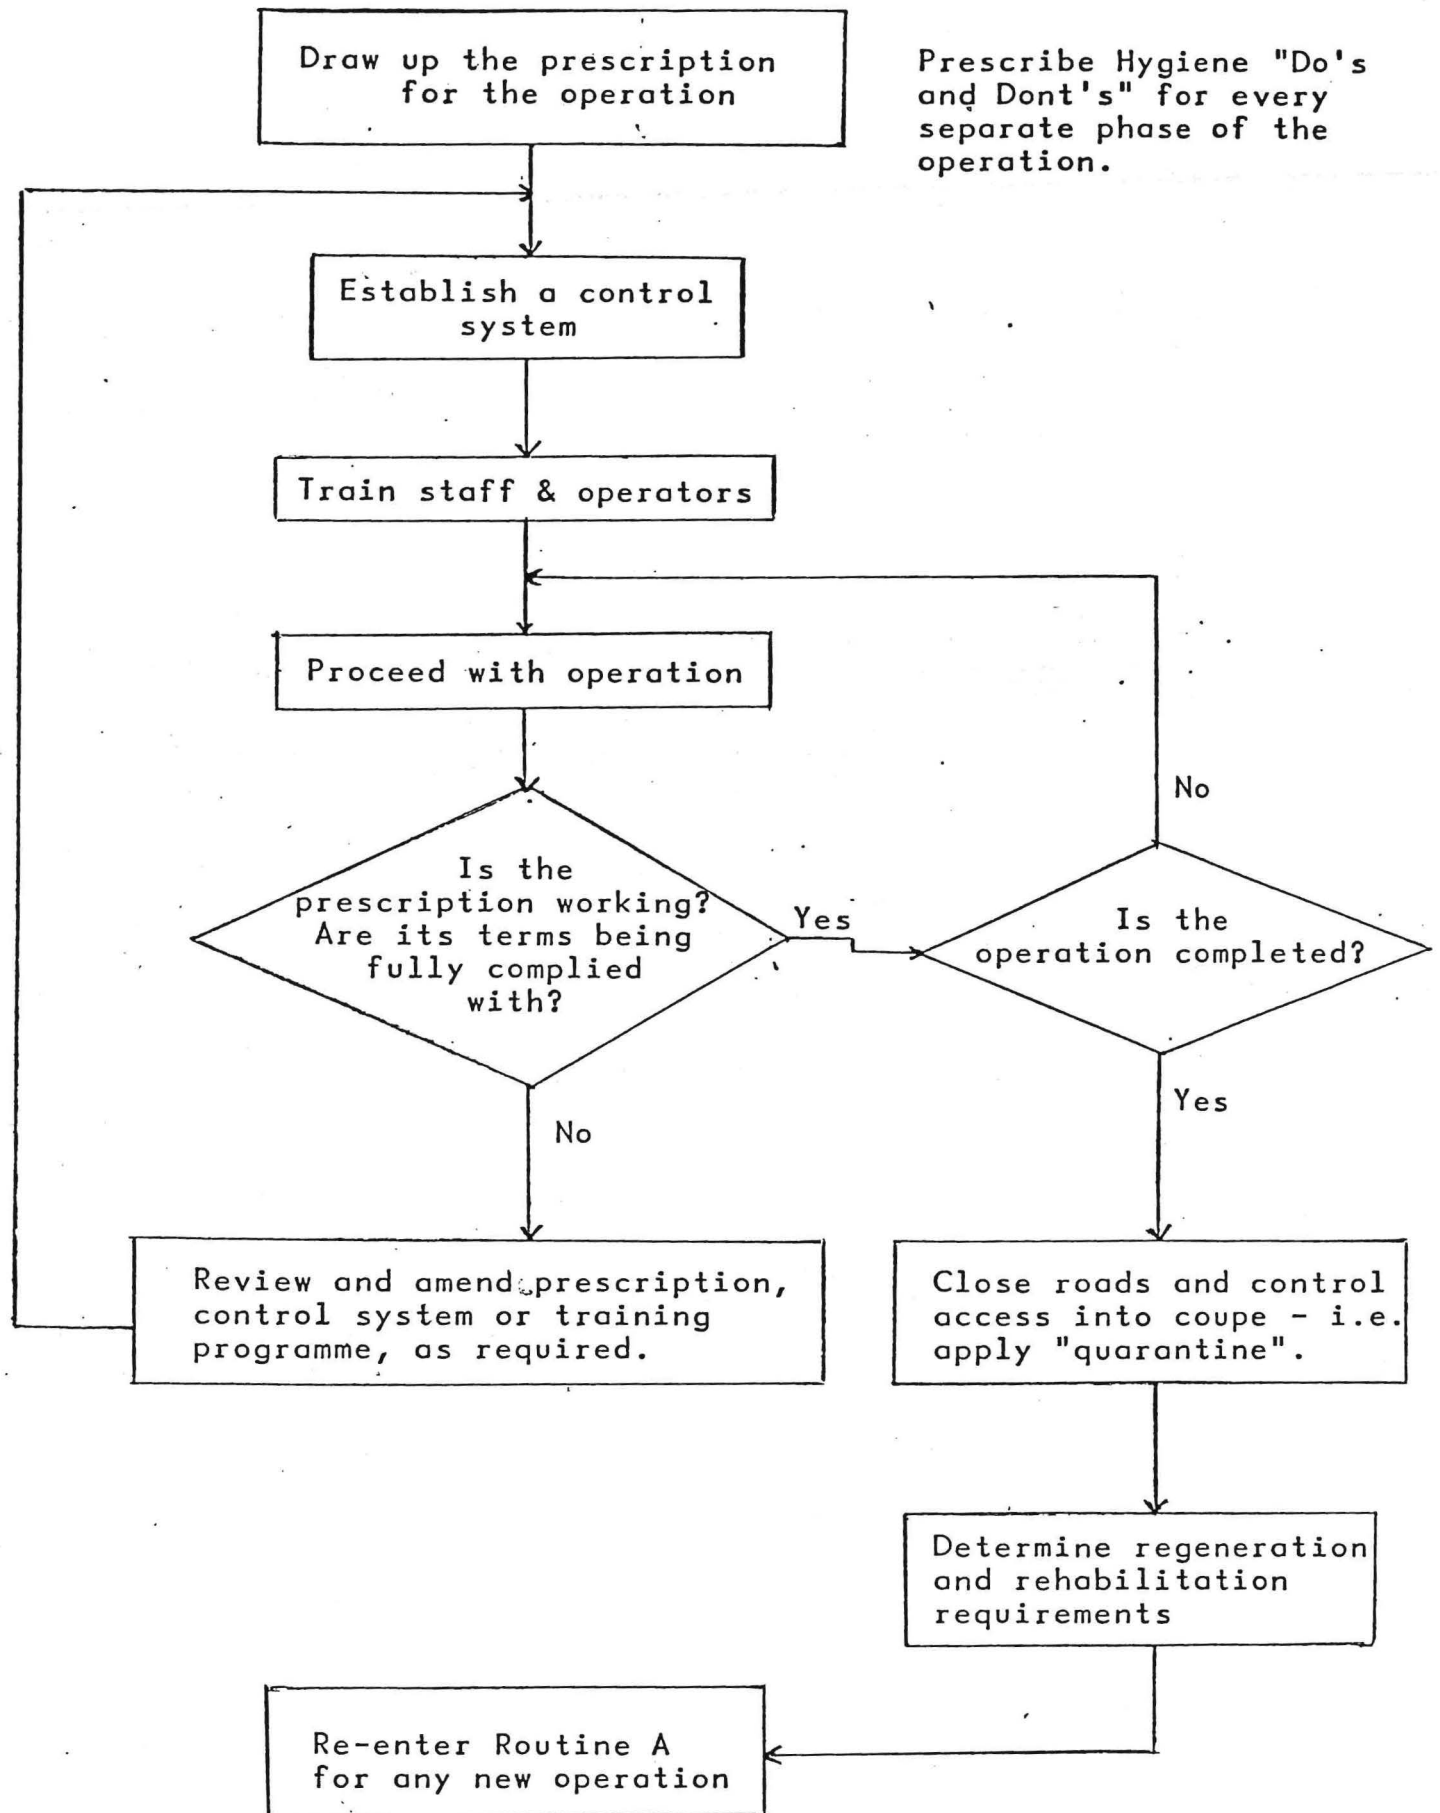 Draw up the prescription
for the operation
Prescribe Hygiene "Do's
and Dont's" for every
separate phase of the
operation.
Establish a control
system
Train staff & operators
Proceed with operation
No
Is the
prescription working?
Are its terms being
fully complied
with?
Yes
Is the
operation completed?
Yes
No
Review and amend prescription,
control system or training
programme, as required.
Close roads and control
access into coupe - i.e.
apply "quarantine".
Determine regeneration
and rehabilitation
requirements
Re-enter Routine A
for any new operation